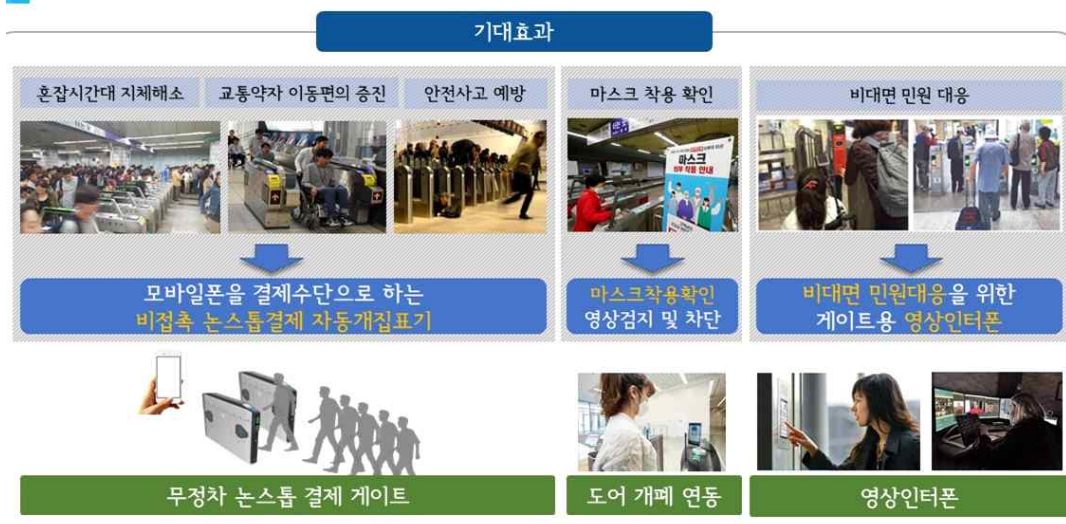 기대효과
혼잡시간대 지체해소
교통약자 이동편의 증진
안전사고 예방
마스크 착용 확인
비대면 민원 대응
마스크
의무 착용 안내
모바일폰을 결제수단으로 하는
비접촉 논스톱결제 자동개집표기
마스크착용확인
영상검지 및 차단
비대면 민원대응을 위한
게이트용 영상인터폰
무정차 논스톱 결제 게이트
도어 개폐 연동
영상인터폰